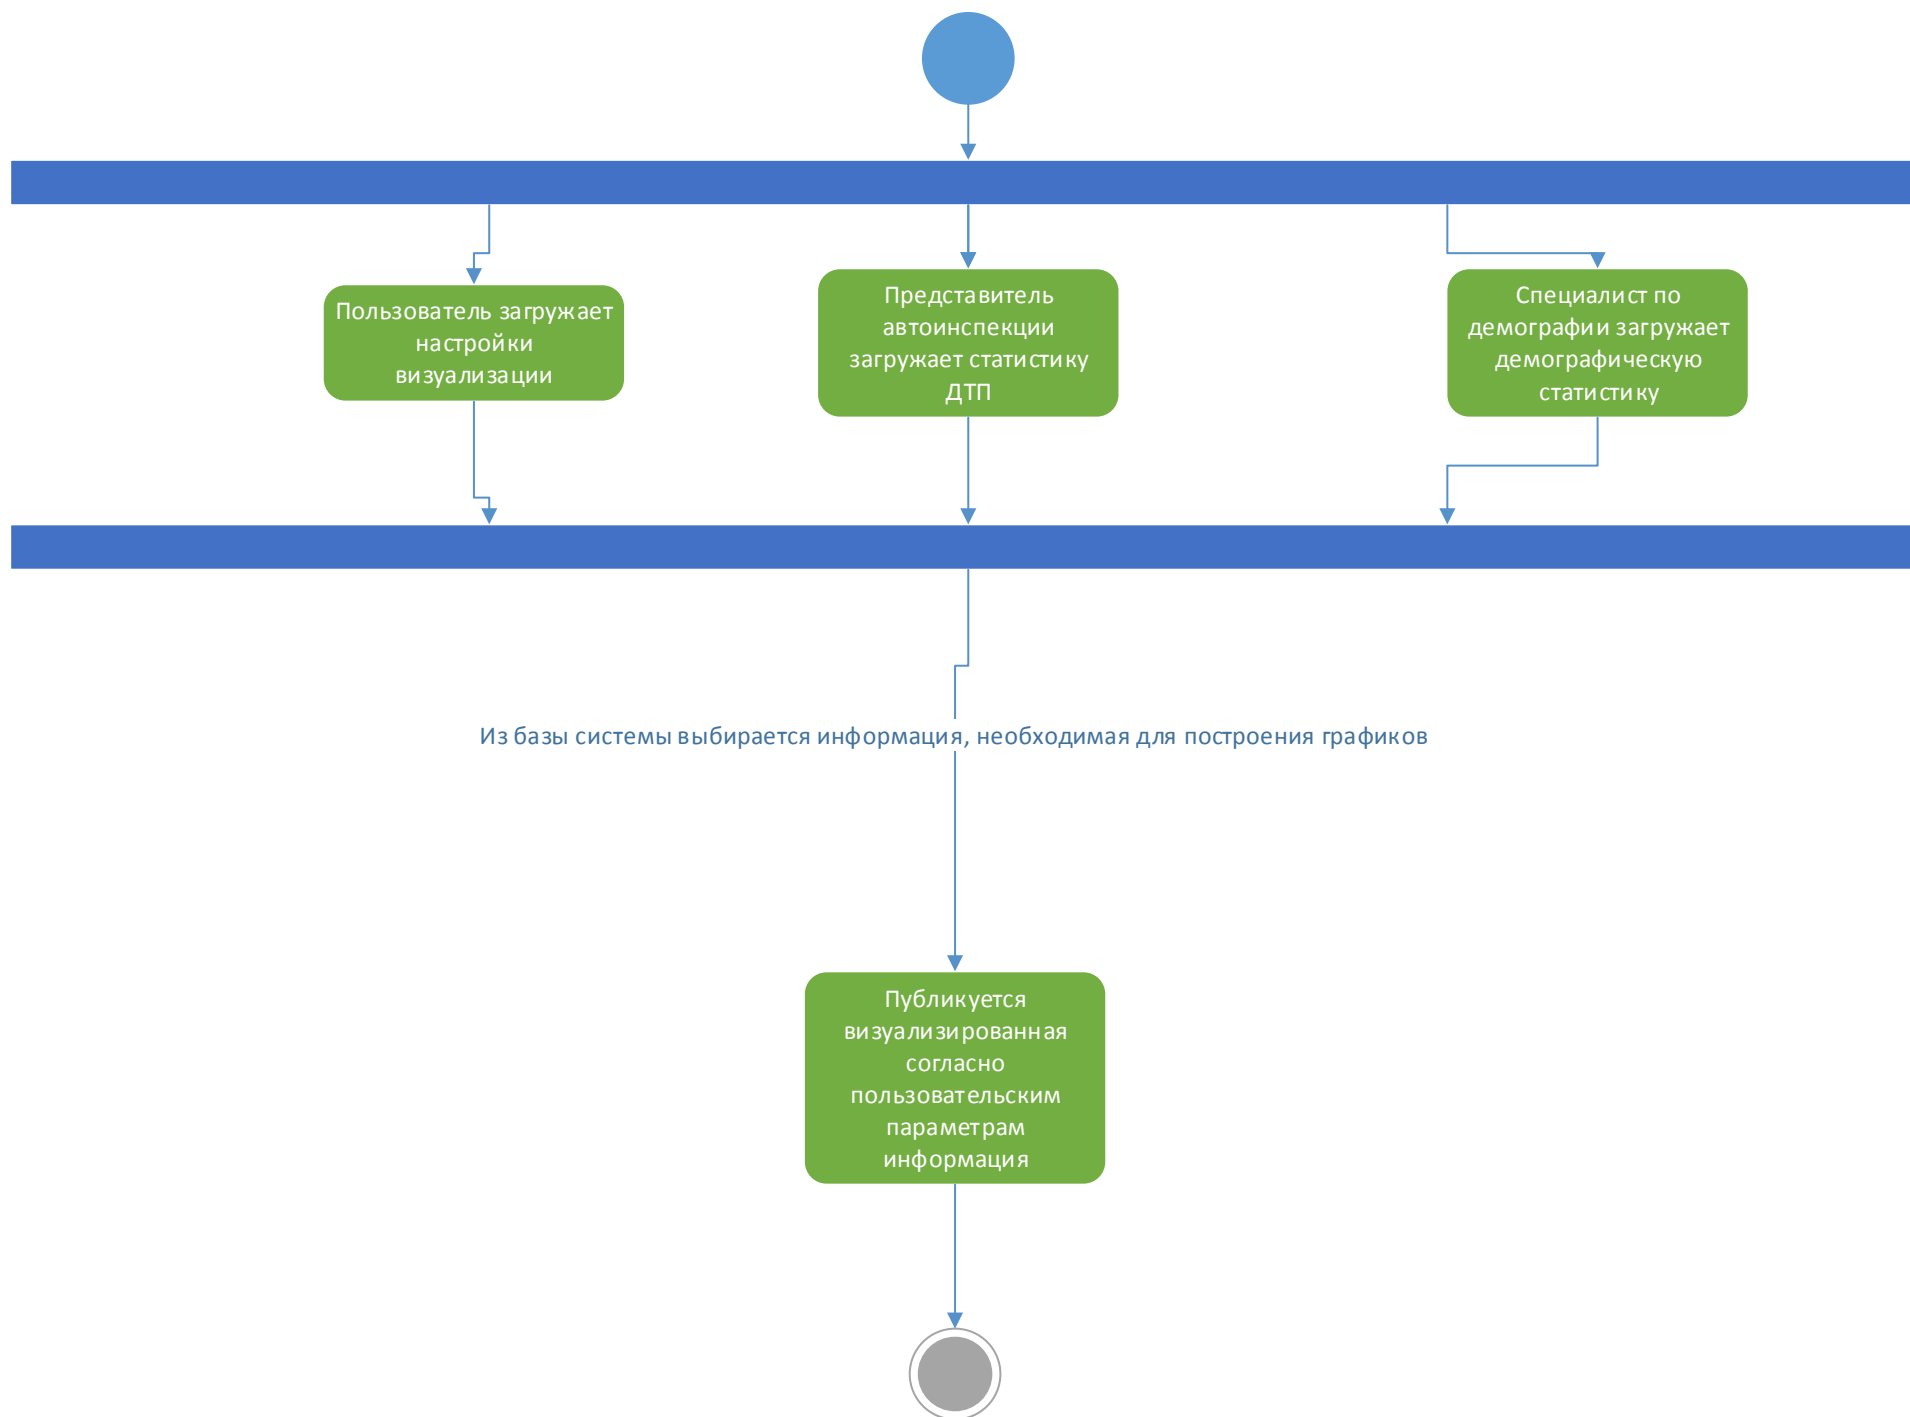 Пользователь загружает
настройки
визуализации
Представитель
автоинспекции
загружает статистику
ДТП
Специалист по
демографии загружает
демографическую
статистику
Из базы системы выбирается информация, необходимая для построения графиков
Публикуется
визуализированная
согласно
пользовательским
параметрам
информация